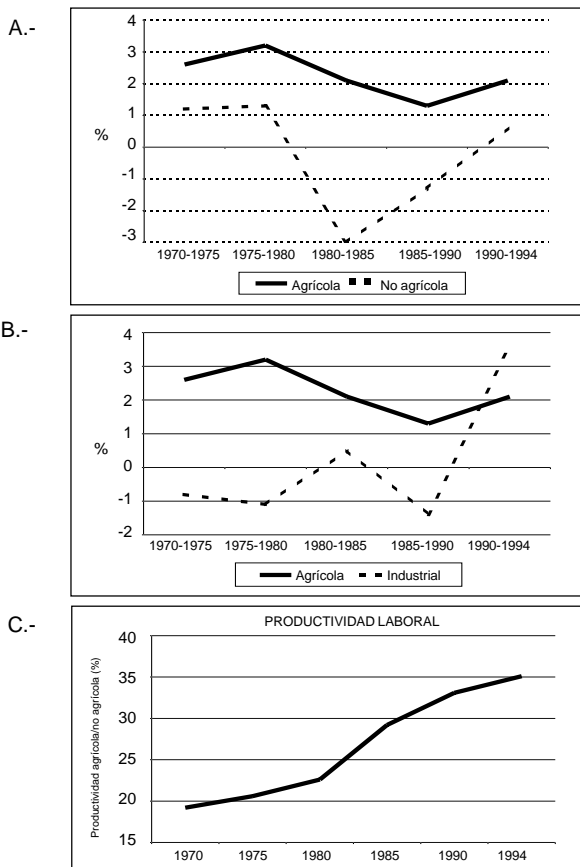 A.-
4
3
2
1
%
0
-1
-2
-3
1970-1975 1975-1980 1980-1985 1985-1990 1990-1994
Agrícola No agrícola
B.-
4
3
2
1
%
0
-1
-2
1970-1975 1975-1980 1980-1985 1985-1990 1990-1994
Agrícola Industrial
C.-
PRODUCTIVIDAD LABORAL
Productividad agrícola/no agrícola (%)
40
35
30
25
20
15
1970 1975 1980 1985 1990 1994